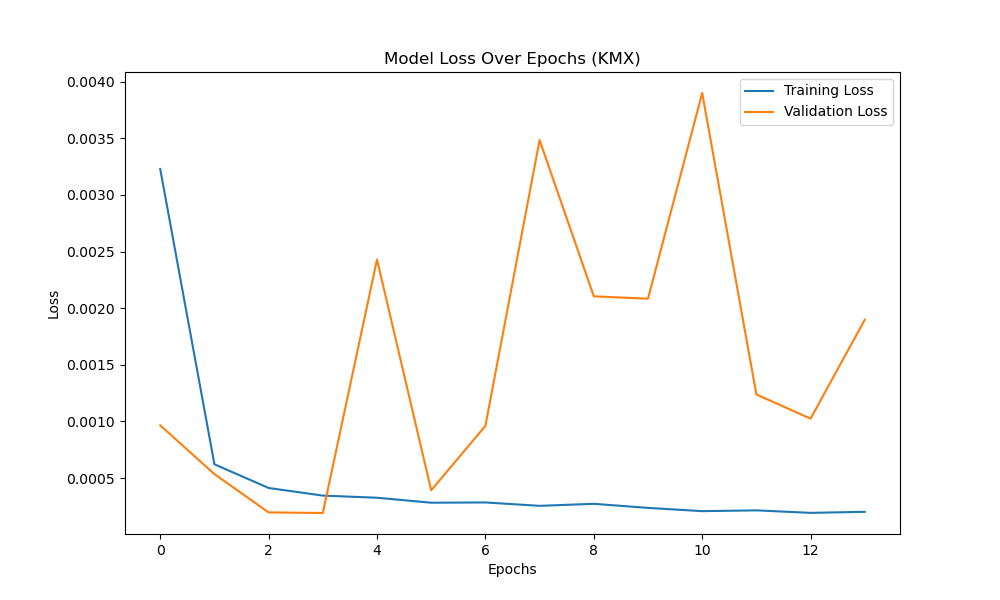 Model Loss Over Epochs (KMX)
Training Loss
Validation Loss
0.0040
0.0035
0.0030
0.0025
0.0020
0.0015
0.0010
0.0005
Loss
0 2 4 6 8 10 12
Epochs